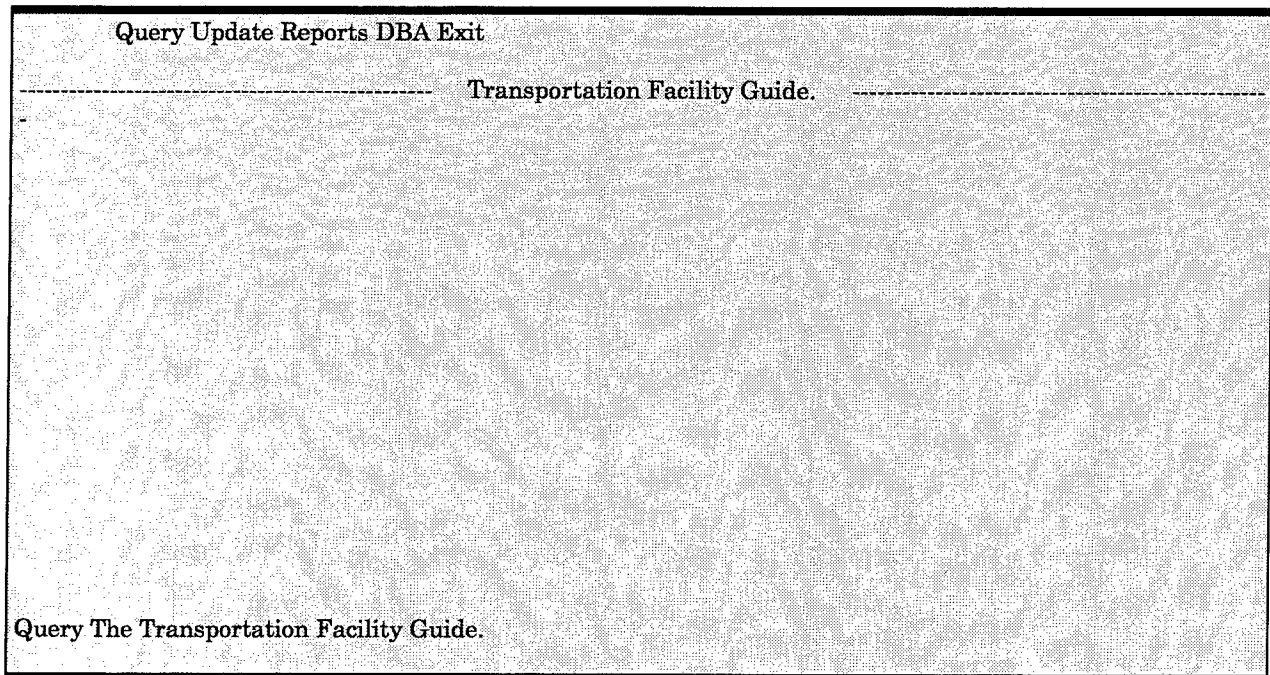 Query Update Reports DBA Exit
------------------------------------- Transportation Facility Guide. -------------------------------------
-
Query The Transportation Facility Guide.